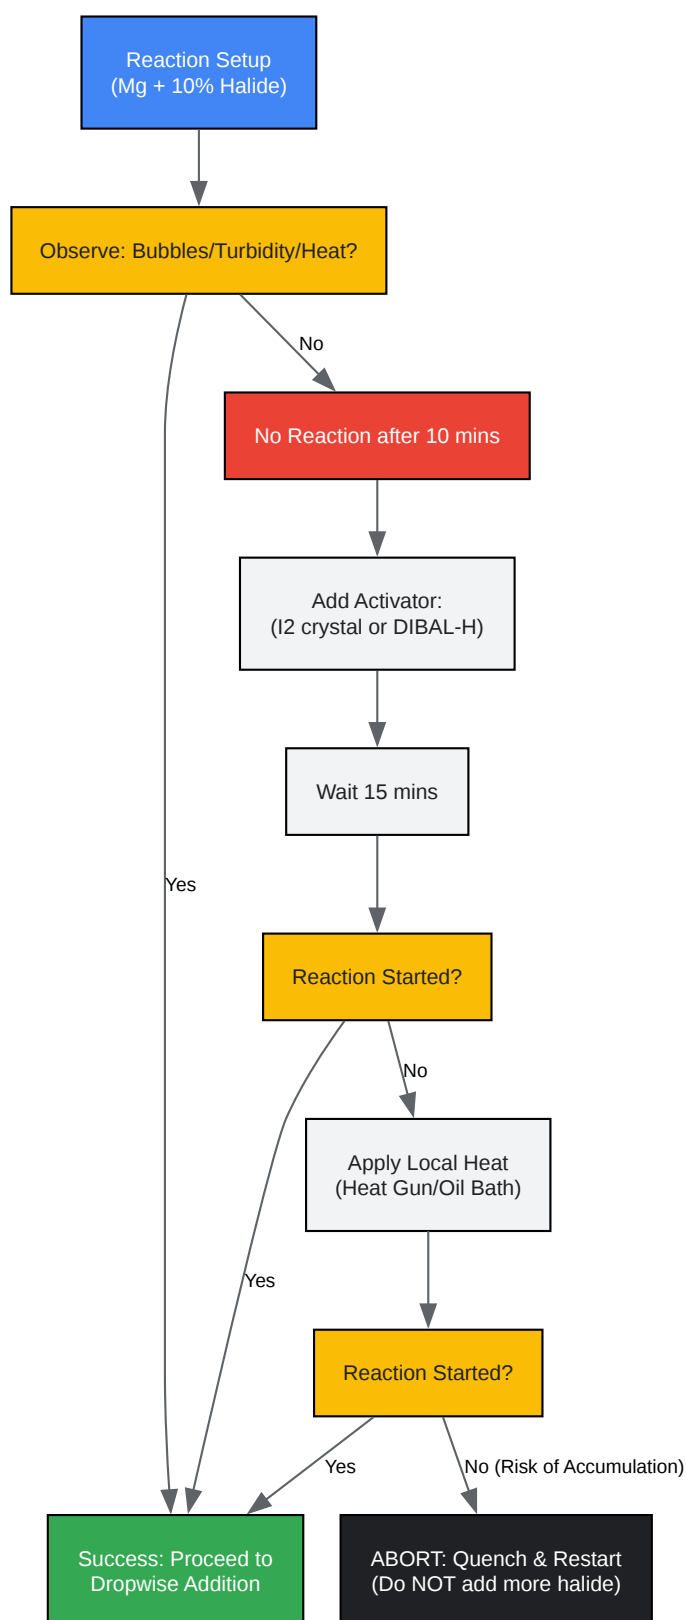 Reaction Setup
(Mg + 10% Halide)
Observe: Bubbles/Turbidity/Heat?
No
No Reaction after 10 mins
Add Activator:
(I2 crystal or DIBAL-H)
Wait 15 mins
Yes
Reaction Started?
No
Apply Local Heat
(Heat Gun/Oil Bath)
Yes
Reaction Started?
Yes
No (Risk of Accumulation)
Success: Proceed to
Dropwise Addition
ABORT: Quench & Restart
(Do NOT add more halide)